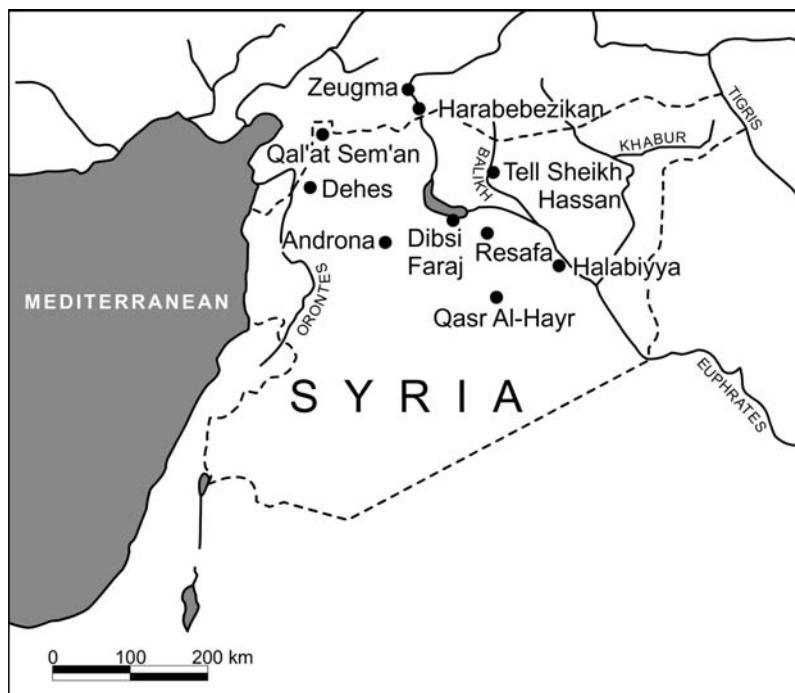 Zeugma
Harabebezikan
TIGRIS
Qal'at Sem'an
KHABUR
BALIKH
Tell Sheikh
Hassan
Dehes
Androna
Dibsi
Faraj
Resafa
Halabiyya
MEDITERRANEAN
ORONTES
Qasr Al-Hayr
SYRIA
EUPHRATES
0 100 200 km